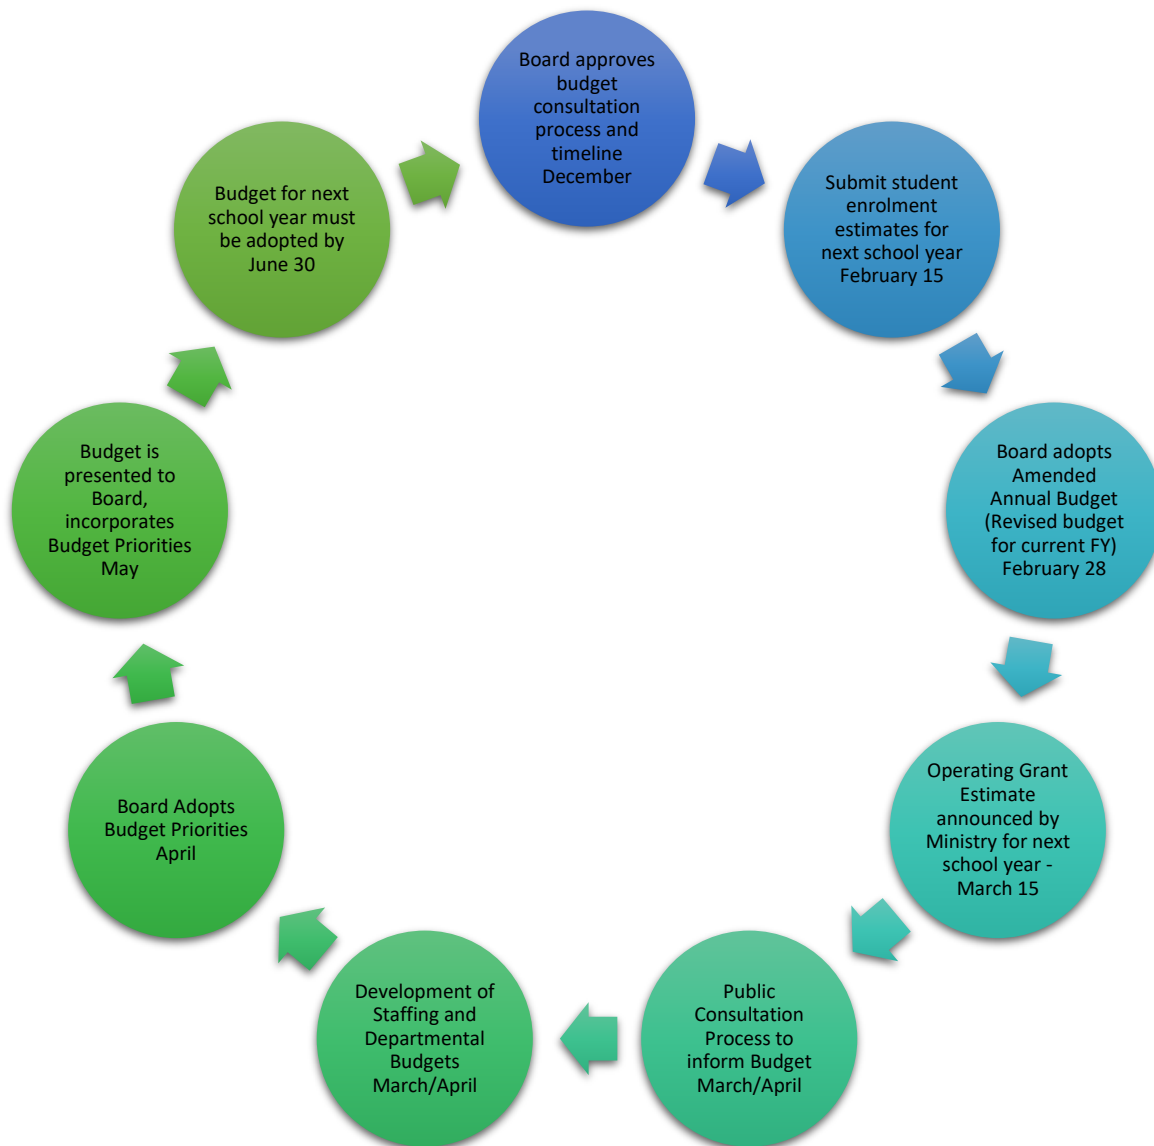 Board approves
budget
consultation
process and
timeline
December
Submit student
enrolment
estimates for
next school year
February 15
Board adopts
Amended
Annual Budget
(Revised budget
for current FY)
February 28
Operating Grant
Estimate
announced by
Ministry for next
school year -
March 15
Public
Consultation
Process to
inform Budget
March/April
Development of
Staffing and
Departmental
Budgets
March/April
Board Adopts
Budget Priorities
April
Budget is
presented to
Board,
incorporates
Budget Priorities
May
Budget for next
school year must
be adopted by
June 30